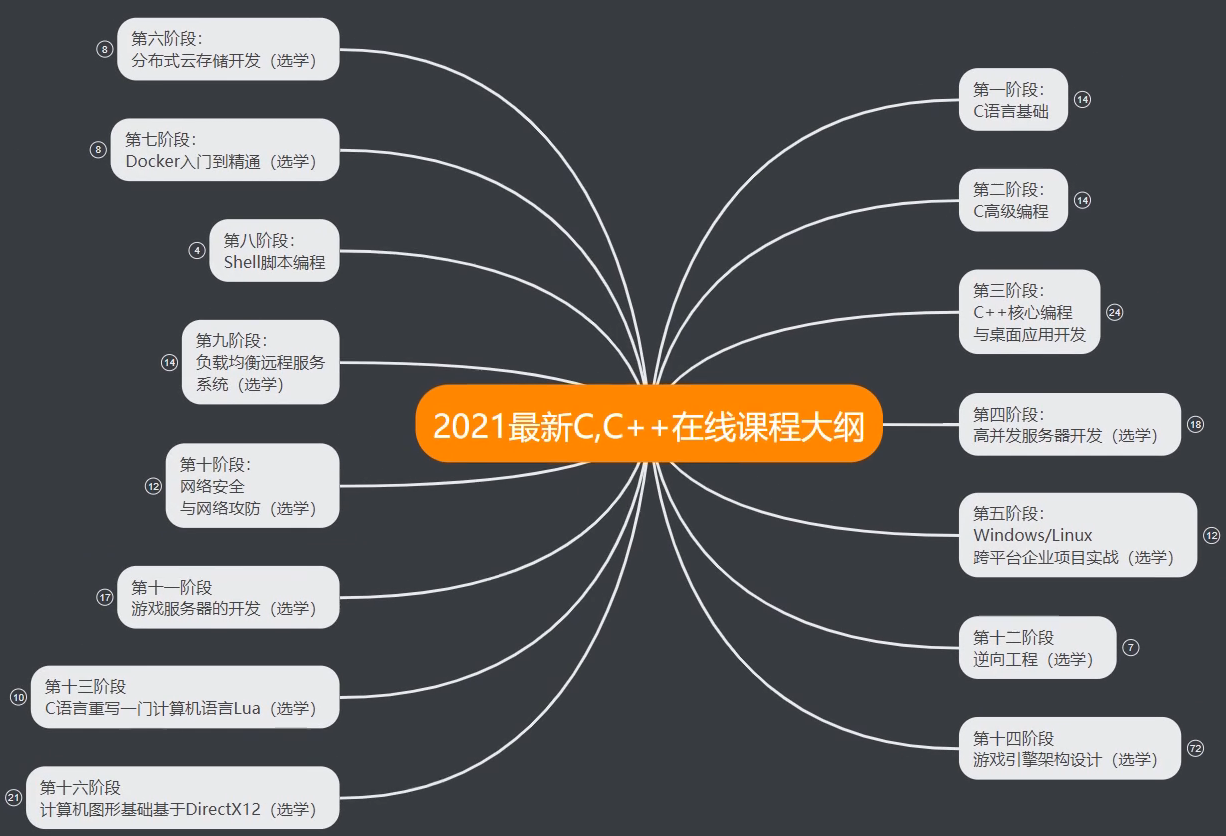 2021最新C,C++在线课程大纲
第一阶段：
C语言基础
14
第二阶段：
C高级编程
14
第三阶段：
C++核心编程
与桌面应用开发
24
第四阶段：
高并发服务器开发（选学）
18
第五阶段：
Windows/Linux
跨平台企业项目实战（选学）
12
第十二阶段
逆向工程（选学）
7
第十四阶段
游戏引擎架构设计（选学）
72
第六阶段：
分布式云存储开发（选学）
8
第七阶段：
Docker入门到精通（选学）
8
第八阶段：
Shell脚本编程
4
第九阶段：
负载均衡远程服务
系统（选学）
14
第十阶段：
网络安全
与网络攻防（选学）
12
第十一阶段
游戏服务器的开发（选学）
17
第十三阶段
C语言重写一门计算机语言Lua（选学）
10
第十六阶段
计算机图形基础基于DirectX12（选学）
21